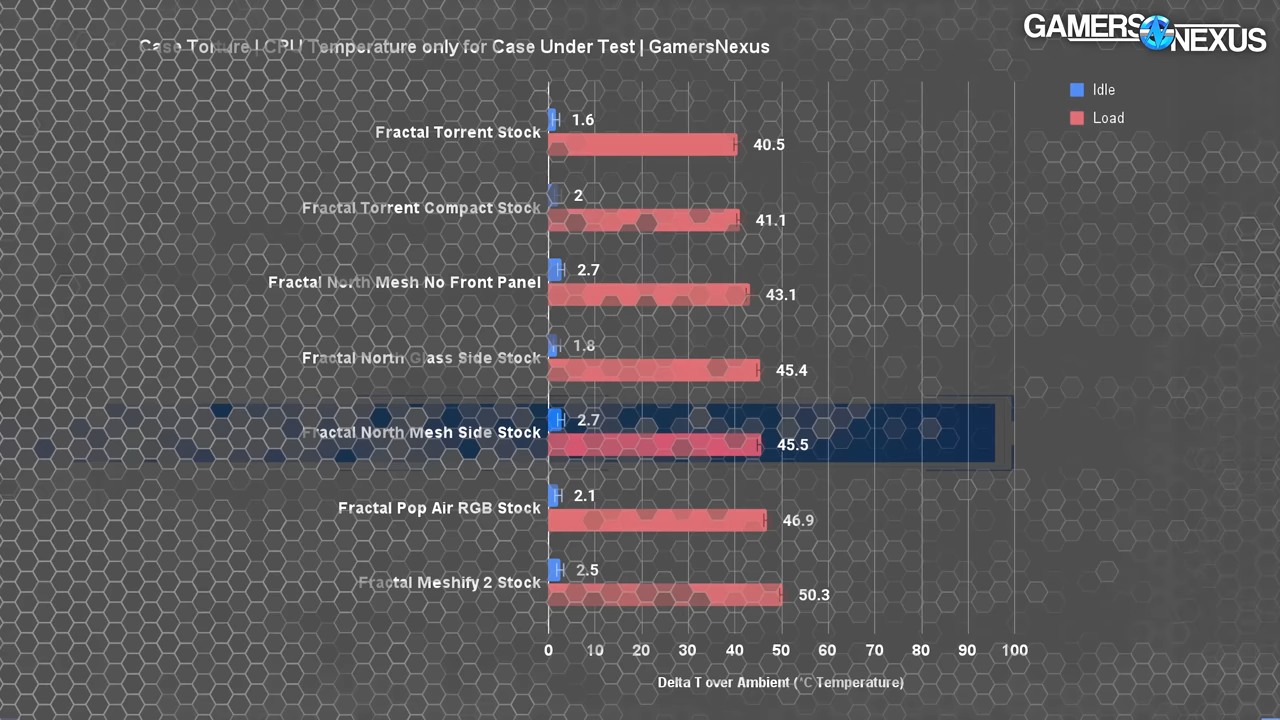 GAMERS NEXUS
Case Torture | CPU Temperature only for Case Under Test | GamersNexus
Idle
Load
Fractal Torrent Stock
1.6
40.5
Fractal Torrent Compact Stock
2
41.1
Fractal North Mesh No Front Panel
2.7
43.1
Fractal North Glass Side Stock
1.8
45.4
Fractal North Mesh Side Stock
2.7
45.5
Fractal Pop Air RGB Stock
2.1
46.9
Fractal Meshify 2 Stock
2.5
50.3
0 10 20 30 40 50 60 70 80 90 100
Delta T over Ambient (°C Temperature)